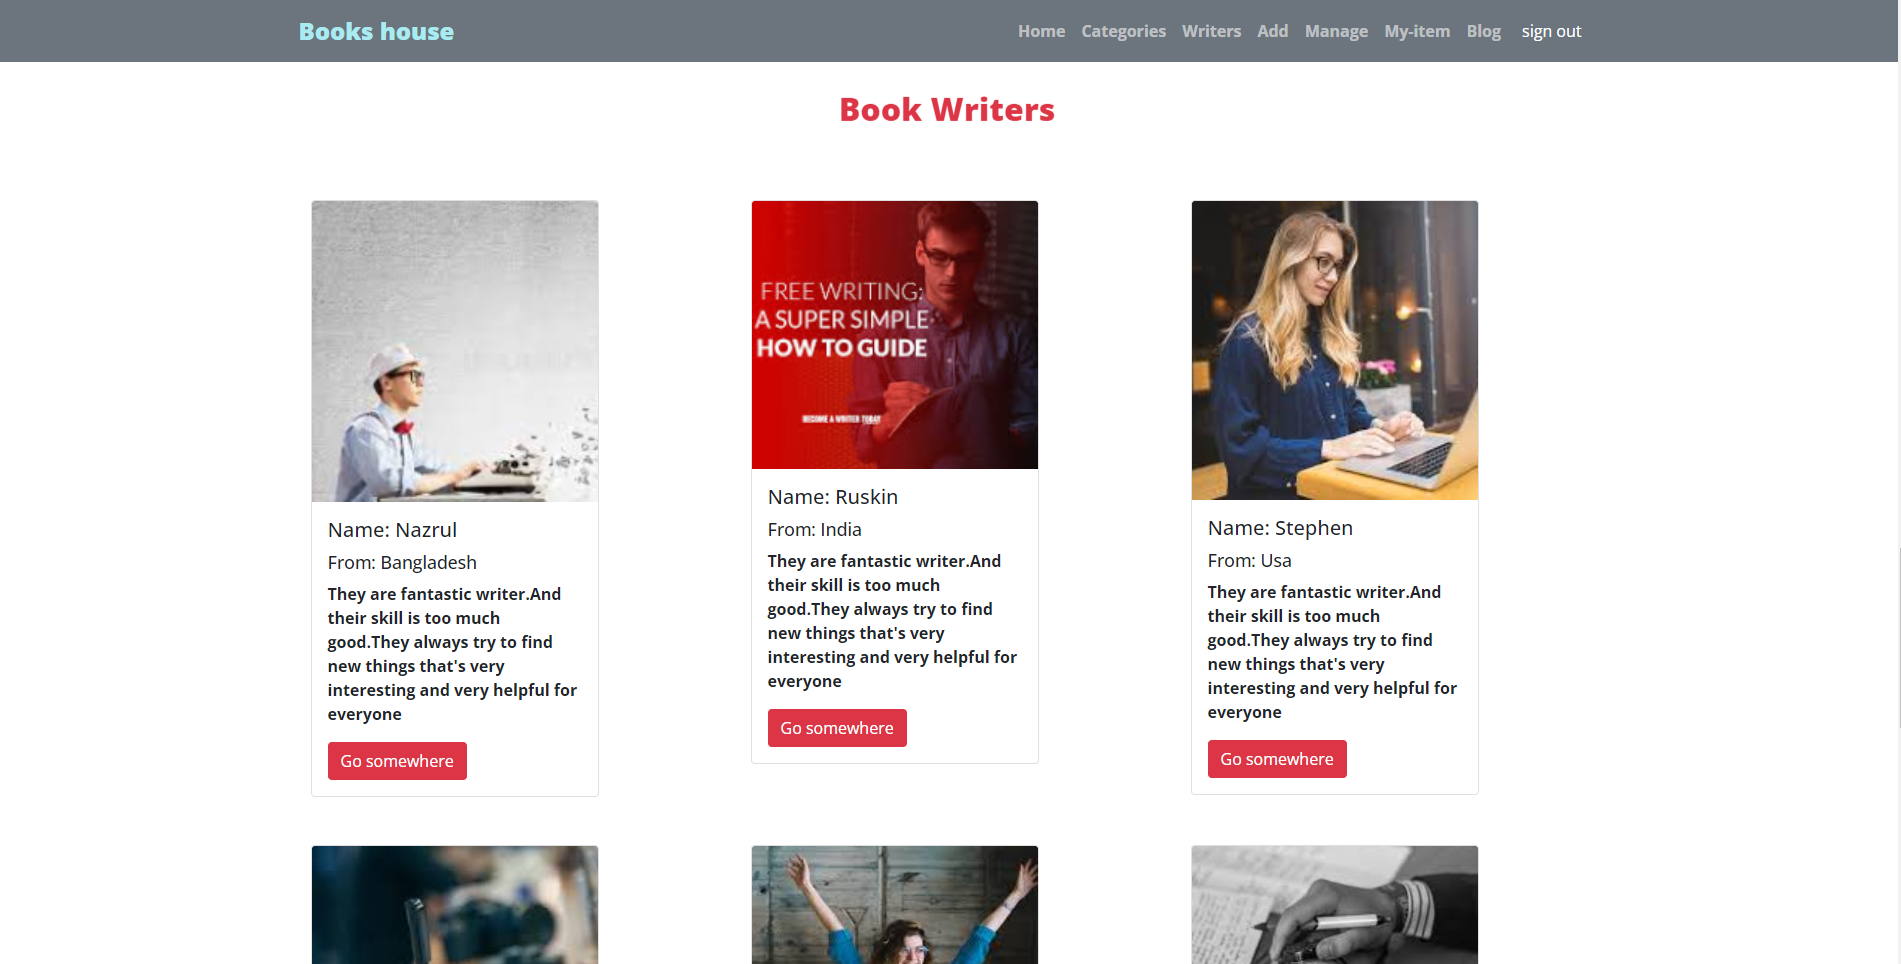 Books house
Home Categories Writers Add Manage My-item Blog sign out
Book Writers
Name: Nazrul
From: Bangladesh
They are fantastic writer.And
their skill is too much
good.They always try to find
new things that's very
interesting and very helpful for
everyone
Go somewhere
FREE WRITING:
A SUPER SIMPLE
HOW TO GUIDE
BECOME A WRITER TODAY
Name: Ruskin
From: India
They are fantastic writer.And
their skill is too much
good.They always try to find
new things that's very
interesting and very helpful for
everyone
Go somewhere
Name: Stephen
From: Usa
They are fantastic writer.And
their skill is too much
good.They always try to find
new things that's very
interesting and very helpful for
everyone
Go somewhere